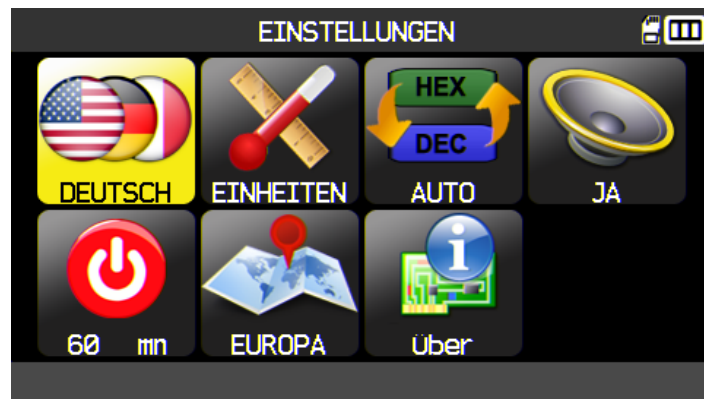 EINSTELLUNGEN
DEUTSCH EINHEITEN AUTO JA
HEX
DEC
60 mn EUROPA Über